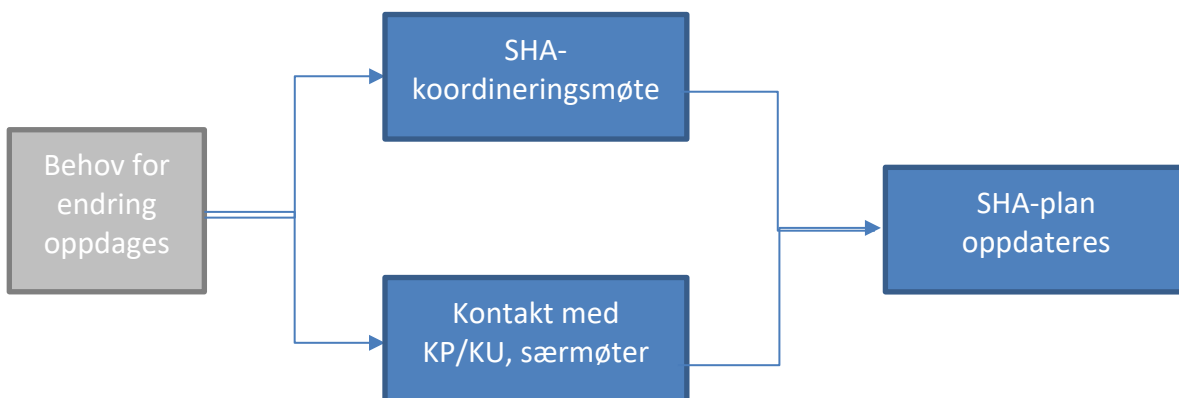 Behov for
endring
oppdages
SHA-
koordineringsmøte
Kontakt med
KP/KU, særmøter
SHA-plan
oppdateres